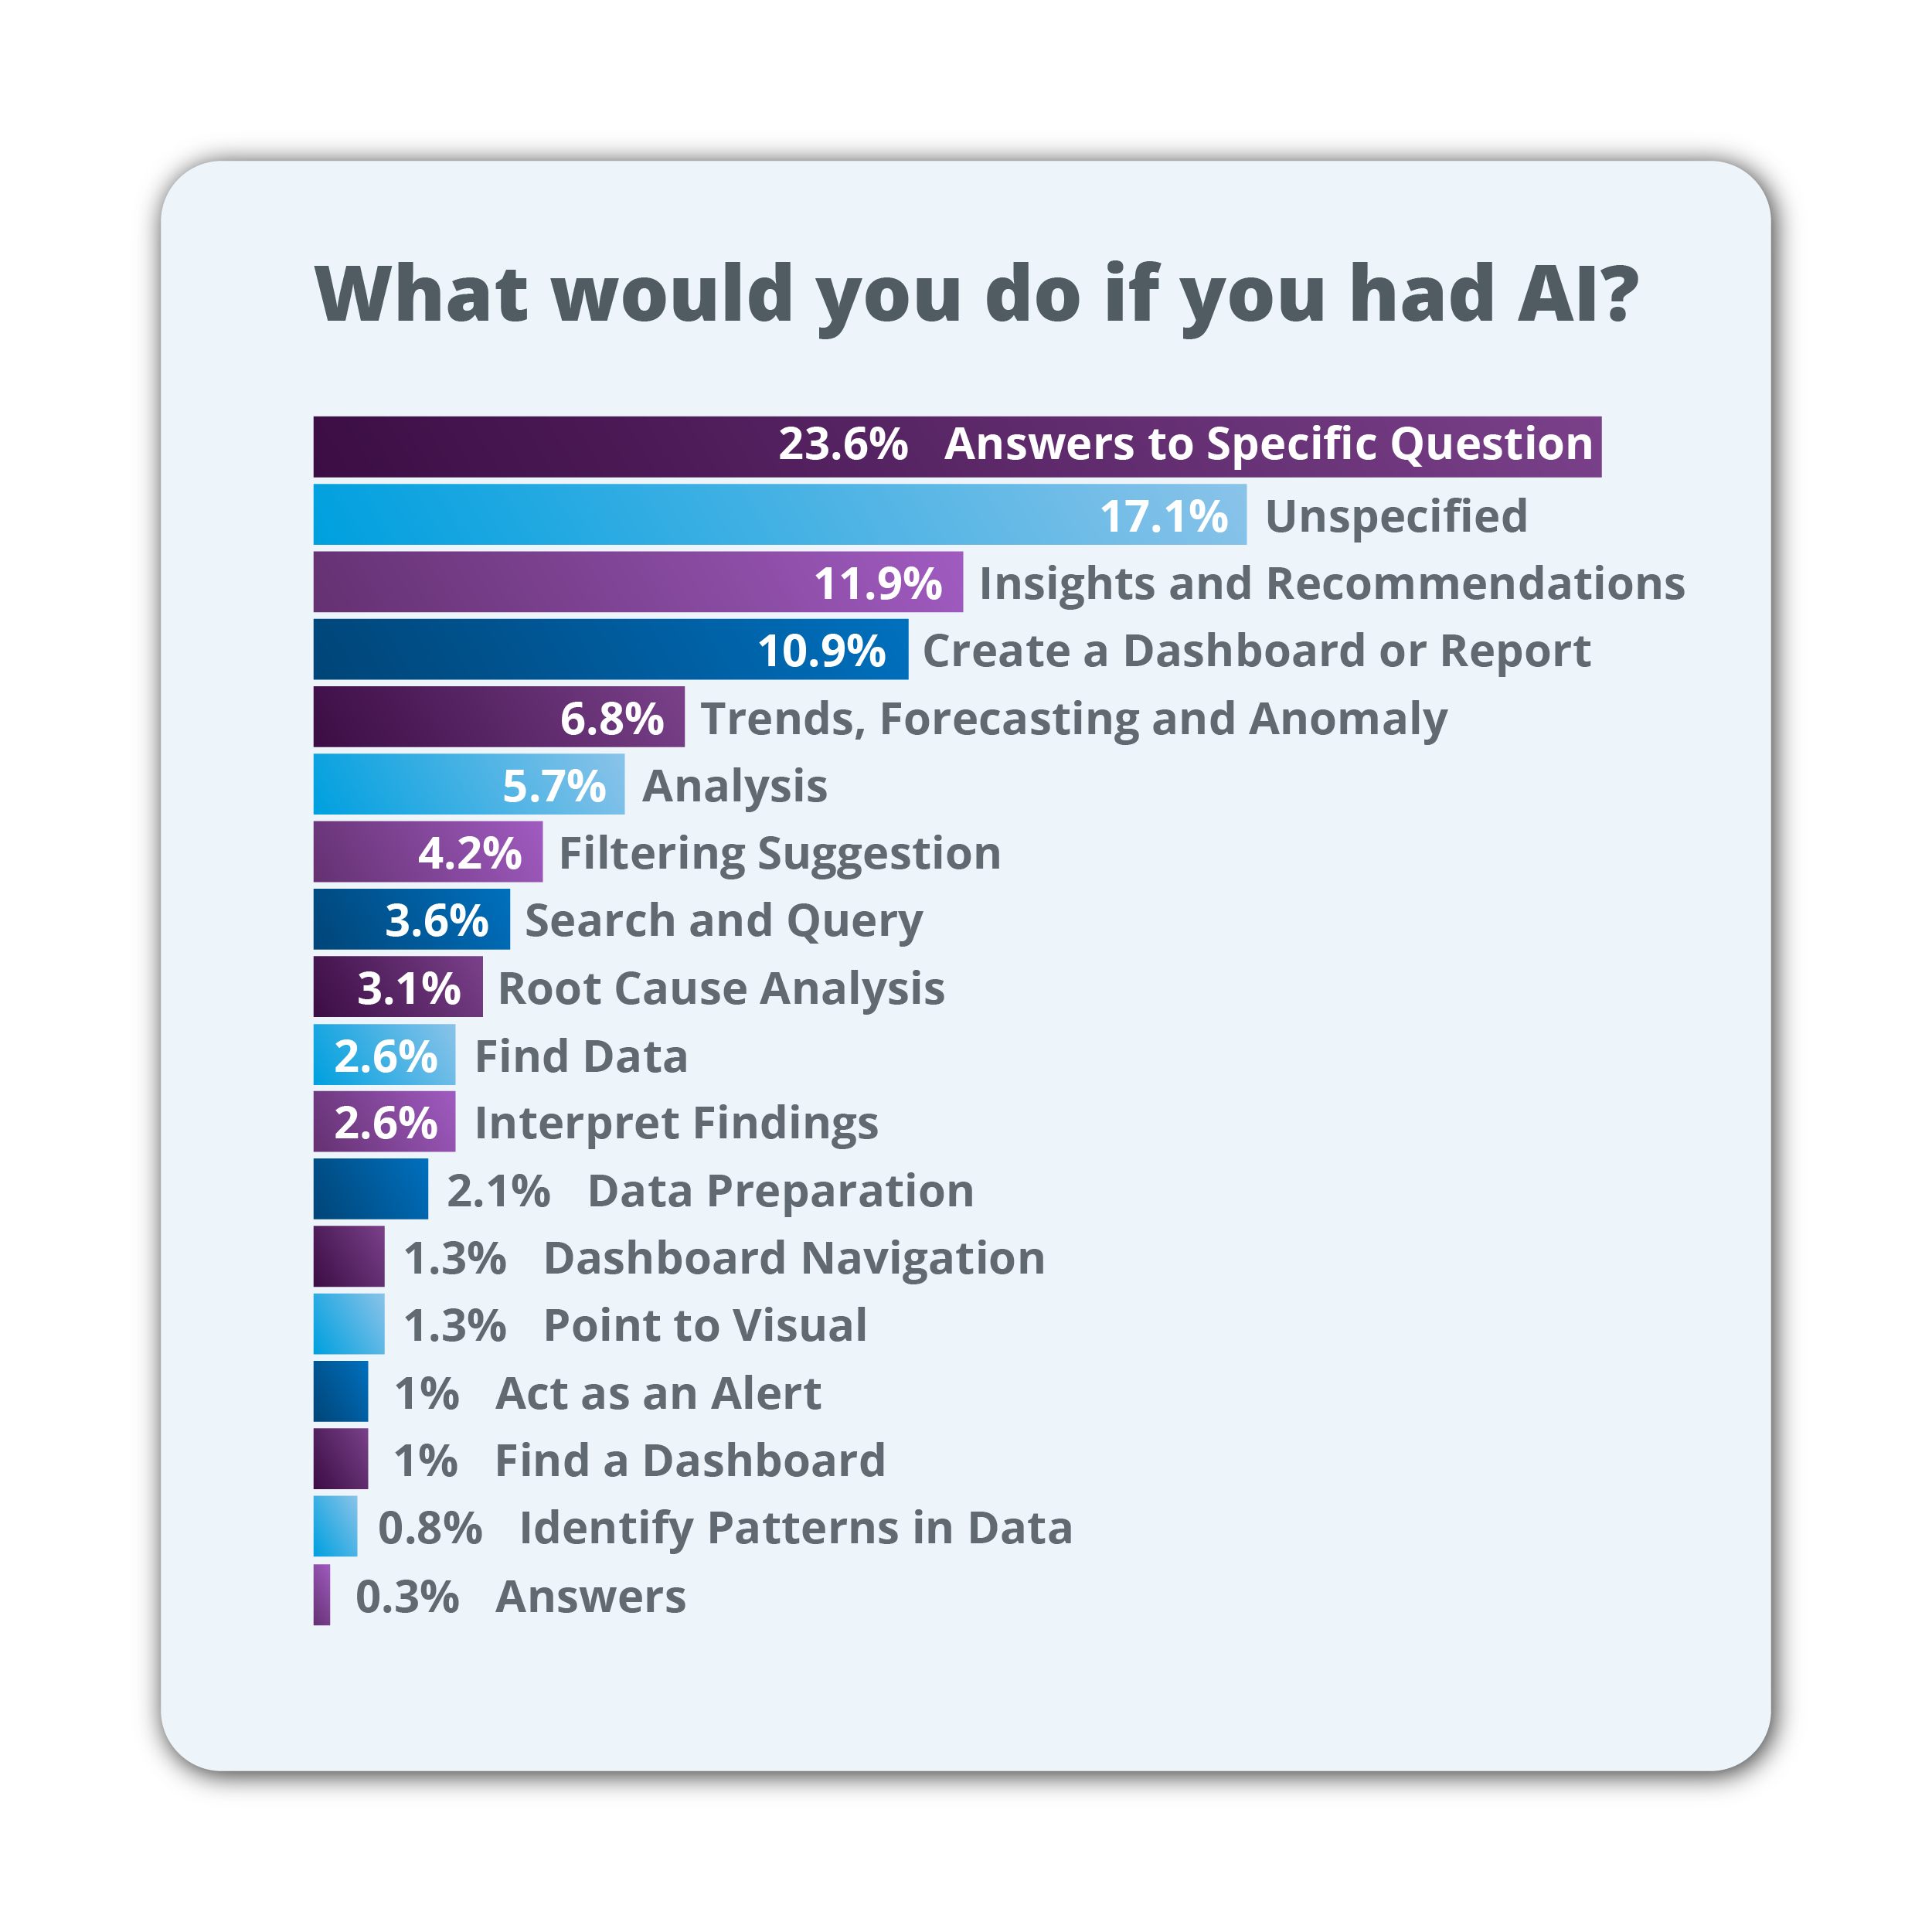 What would you do if you had AI?
23.6% Answers to Specific Question
17.1% Unspecified
11.9% Insights and Recommendations
10.9% Create a Dashboard or Report
6.8% Trends, Forecasting and Anomaly
5.7% Analysis
4.2% Filtering Suggestion
3.6% Search and Query
3.1% Root Cause Analysis
2.6% Find Data
2.6% Interpret Findings
2.1% Data Preparation
1.3% Dashboard Navigation
1.3% Point to Visual
1% Act as an Alert
1% Find a Dashboard
0.8% Identify Patterns in Data
0.3% Answers